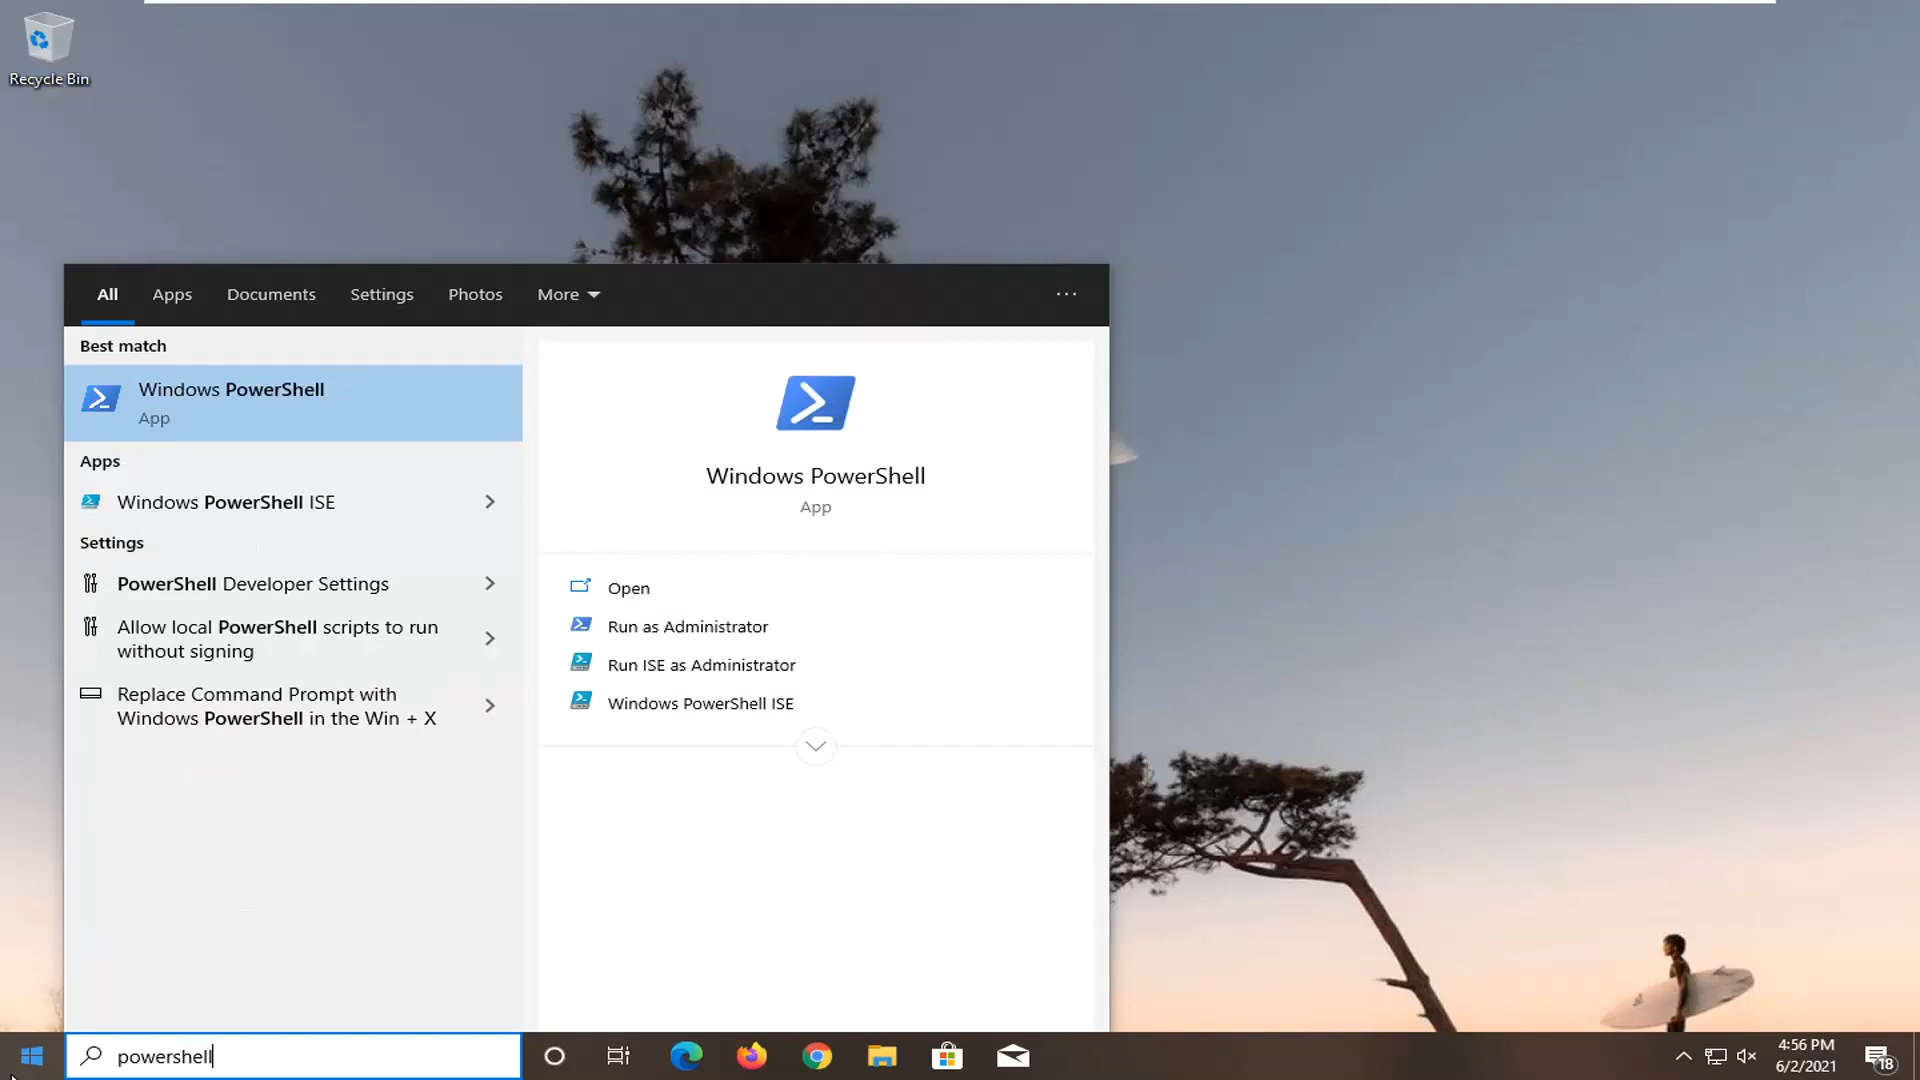 Recycle Bin
All Apps Documents Settings Photos More ...
Best match
Windows PowerShell
App
Apps
Windows PowerShell ISE
Settings
PowerShell Developer Settings
Allow local PowerShell scripts to run
without signing
Replace Command Prompt with
Windows PowerShell in the Win + X
Windows PowerShell
App
Open
Run as Administrator
Run ISE as Administrator
Windows PowerShell ISE
powershell
4:56 PM
6/2/2021
18